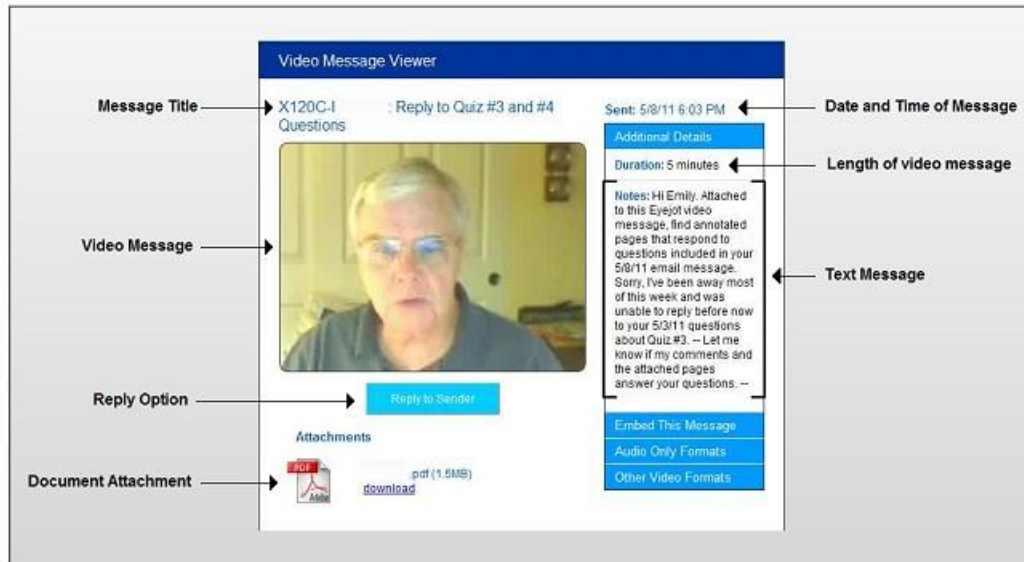 Video Message Viewer
Message Title
X120C-I : Reply to Quiz #3 and #4
Questions
Sent: 5/8/11 6:03 PM
Date and Time of Message
Additional Details
Duration: 5 minutes
Length of video message
Notes: Hi Emily. Attached
to this Eyejot video
message, find annotated
pages that respond to
questions included in your
5/8/11 email message.
Sorry, I've been away most
of this week and was
unable to reply before now
to your 5/3/11 questions
about Quiz #3. -- Let me
know if my comments and
the attached pages
answer your questions. --
Video Message
Text Message
Reply Option
Reply to Sender
Embed This Message
Audio Only Formats
Other Video Formats
Attachments
Document Attachment
PDF
Adobe
.pdf (1.5MB)
download